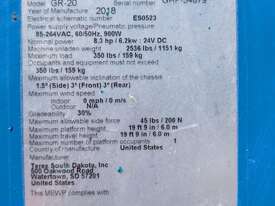 Model: GR-20
Serial number
Year of Manufacture / 2018
Electrical schematic number ES0523
Power supply voltage/Pneumatic pressure
85-264VAC, 60/50Hz, 900W
Nominal power 8,3 hp / 6,2kw : 24V DC
Machine unladen weight 2536 lbs / 1151 kg
Maximum load 350 lbs / 159 kg
Occupants and equipment must not exceed
350 lbs / 159 kg
Maximum allowable inclination of the chassis
1.5° (Side) 3° (Front) 3° (Rear)
Maximum wind speed
Indoor 0 mph / 0 m/s
Outdoor N/A
Gradeability 30%
Maximum allowable side force 45 lbs / 200 N
Maximum platform height 19 ft 9 in / 6.0 m
Maximum travel height 19 ft 9 in / 6.0 m
Maximum number of platform occupants 1
Country of manufacture United States
Terex South Dakota, Inc
500 Oakwood Road
Watertown, SD 57201
United States
This MEWP complies with